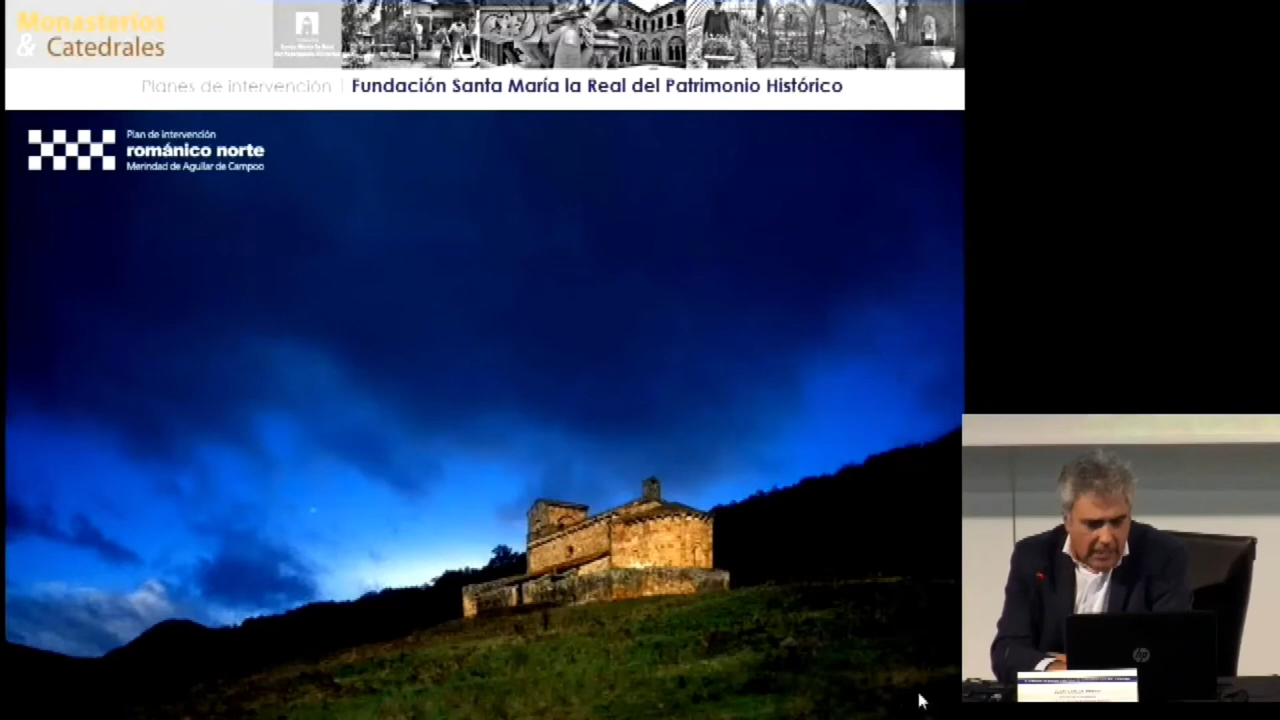 Monasterios
& Catedrales
Planes de intervención | Fundación Santa María la Real del Patrimonio Histórico
Plan de intervención
románico norte
Merindad de Aguilar de Campoo
hp